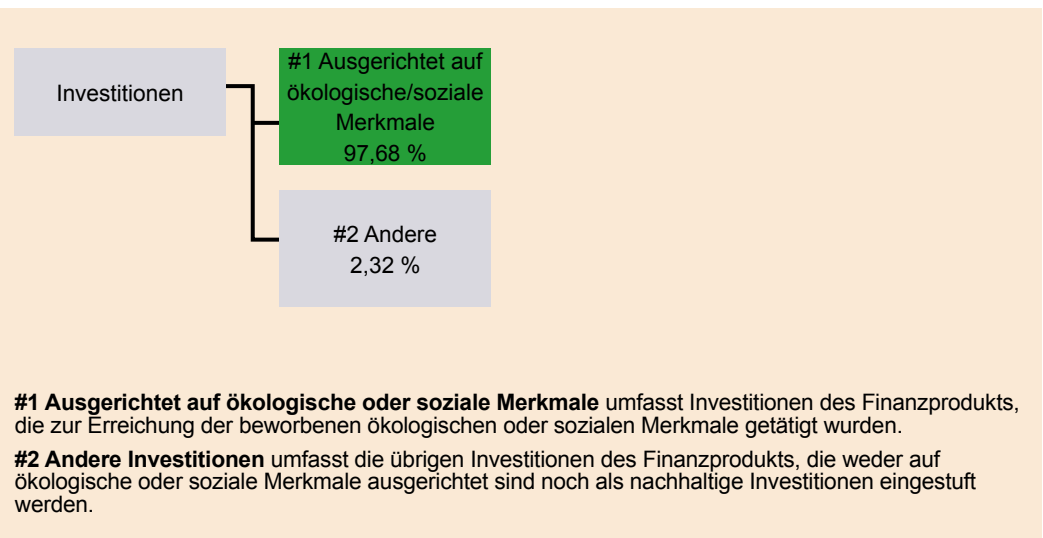 Investitionen
#1 Ausgerichtet auf
ökologische/soziale
Merkmale
97,68 %
#2 Andere
2,32 %
#1 Ausgerichtet auf ökologische oder soziale Merkmale umfasst Investitionen des Finanzprodukts,
die zur Erreichung der beworbenen ökologischen oder sozialen Merkmale getätigt wurden.
#2 Andere Investitionen umfasst die übrigen Investitionen des Finanzprodukts, die weder auf
ökologische oder soziale Merkmale ausgerichtet sind noch als nachhaltige Investitionen eingestuft
werden.